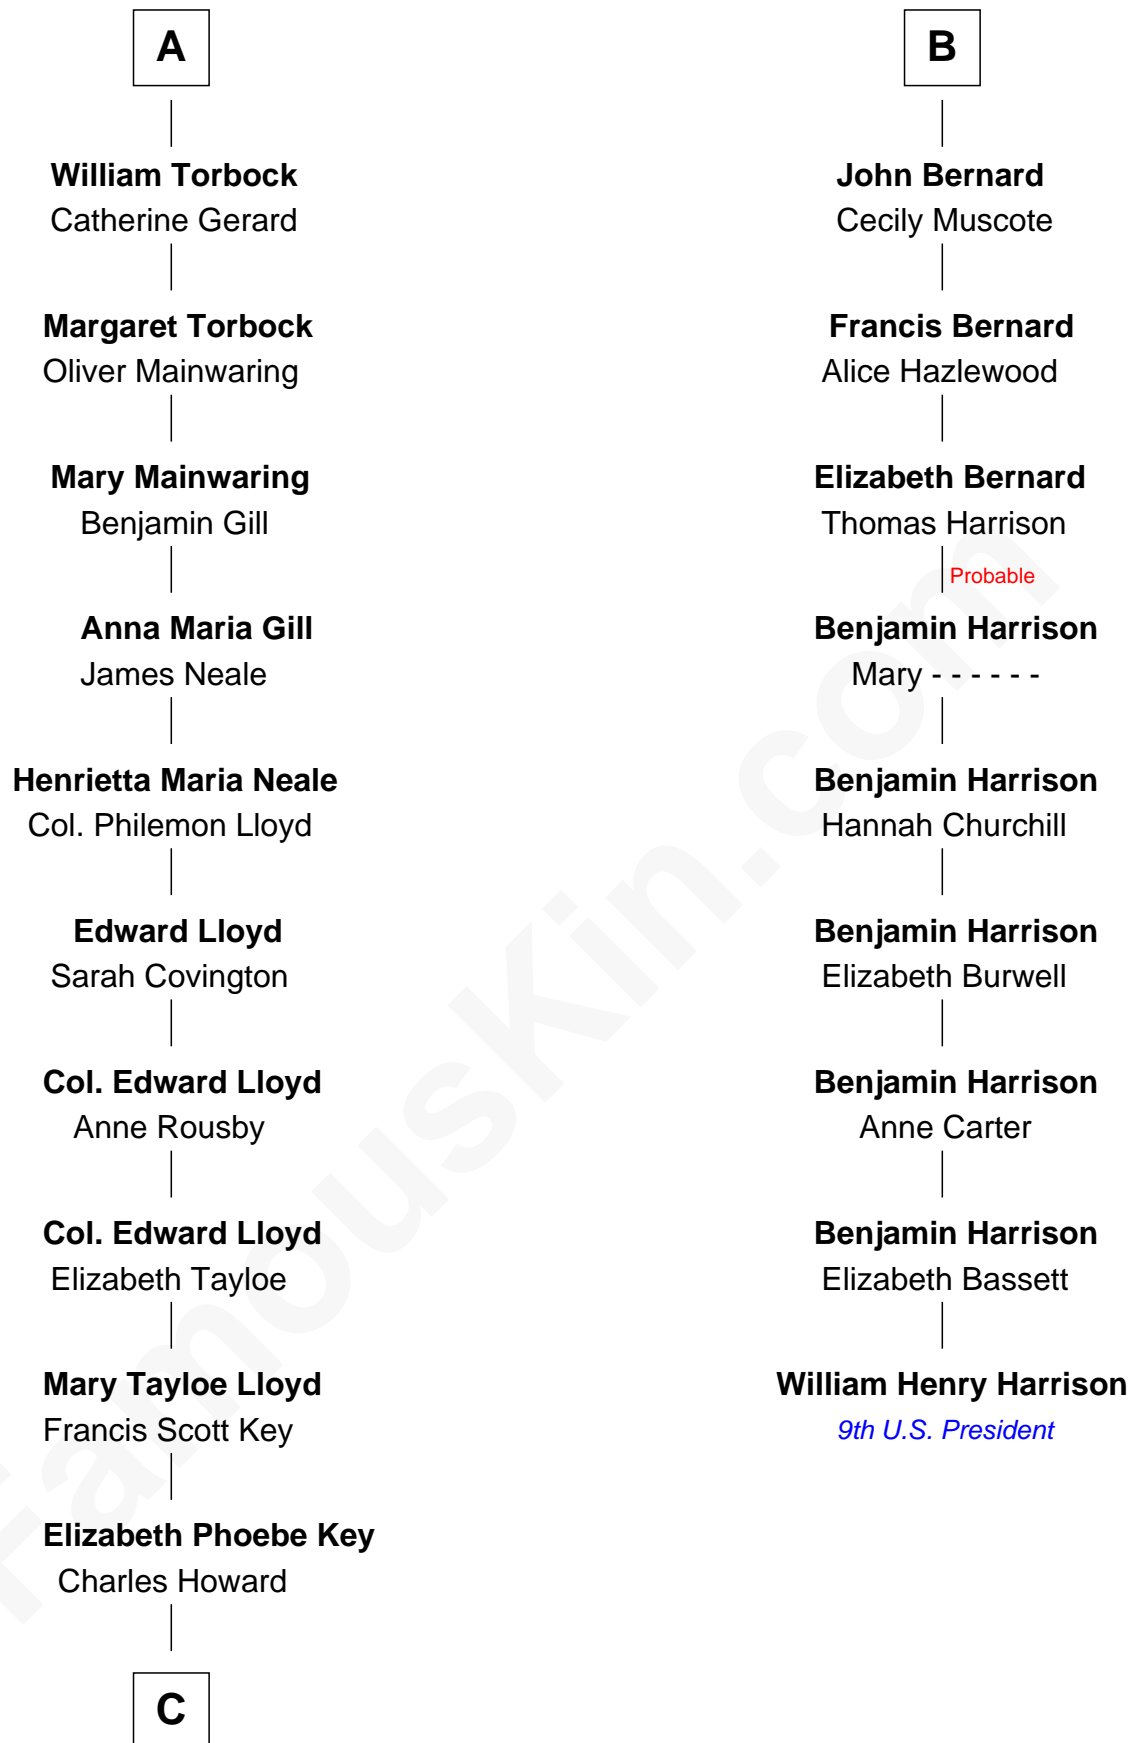 A
William Torbock
Catherine Gerard
Margaret Torbock
Oliver Mainwaring
Mary Mainwaring
Benjamin Gill
Anna Maria Gill
James Neale
Henrietta Maria Neale
Col. Philemon Lloyd
Edward Lloyd
Sarah Covington
Col. Edward Lloyd
Anne Rousby
Col. Edward Lloyd
Elizabeth Tayloe
Mary Tayloe Lloyd
Francis Scott Key
Elizabeth Phoebe Key
Charles Howard
C
B
John Bernard
Cecily Muscote
Francis Bernard
Alice Hazlewood
Elizabeth Bernard
Thomas Harrison
Probable
Benjamin Harrison
Mary - - - - - -
Benjamin Harrison
Hannah Churchill
Benjamin Harrison
Elizabeth Burwell
Benjamin Harrison
Anne Carter
Benjamin Harrison
Elizabeth Bassett
William Henry Harrison
9th U.S. President
FamousKin.com